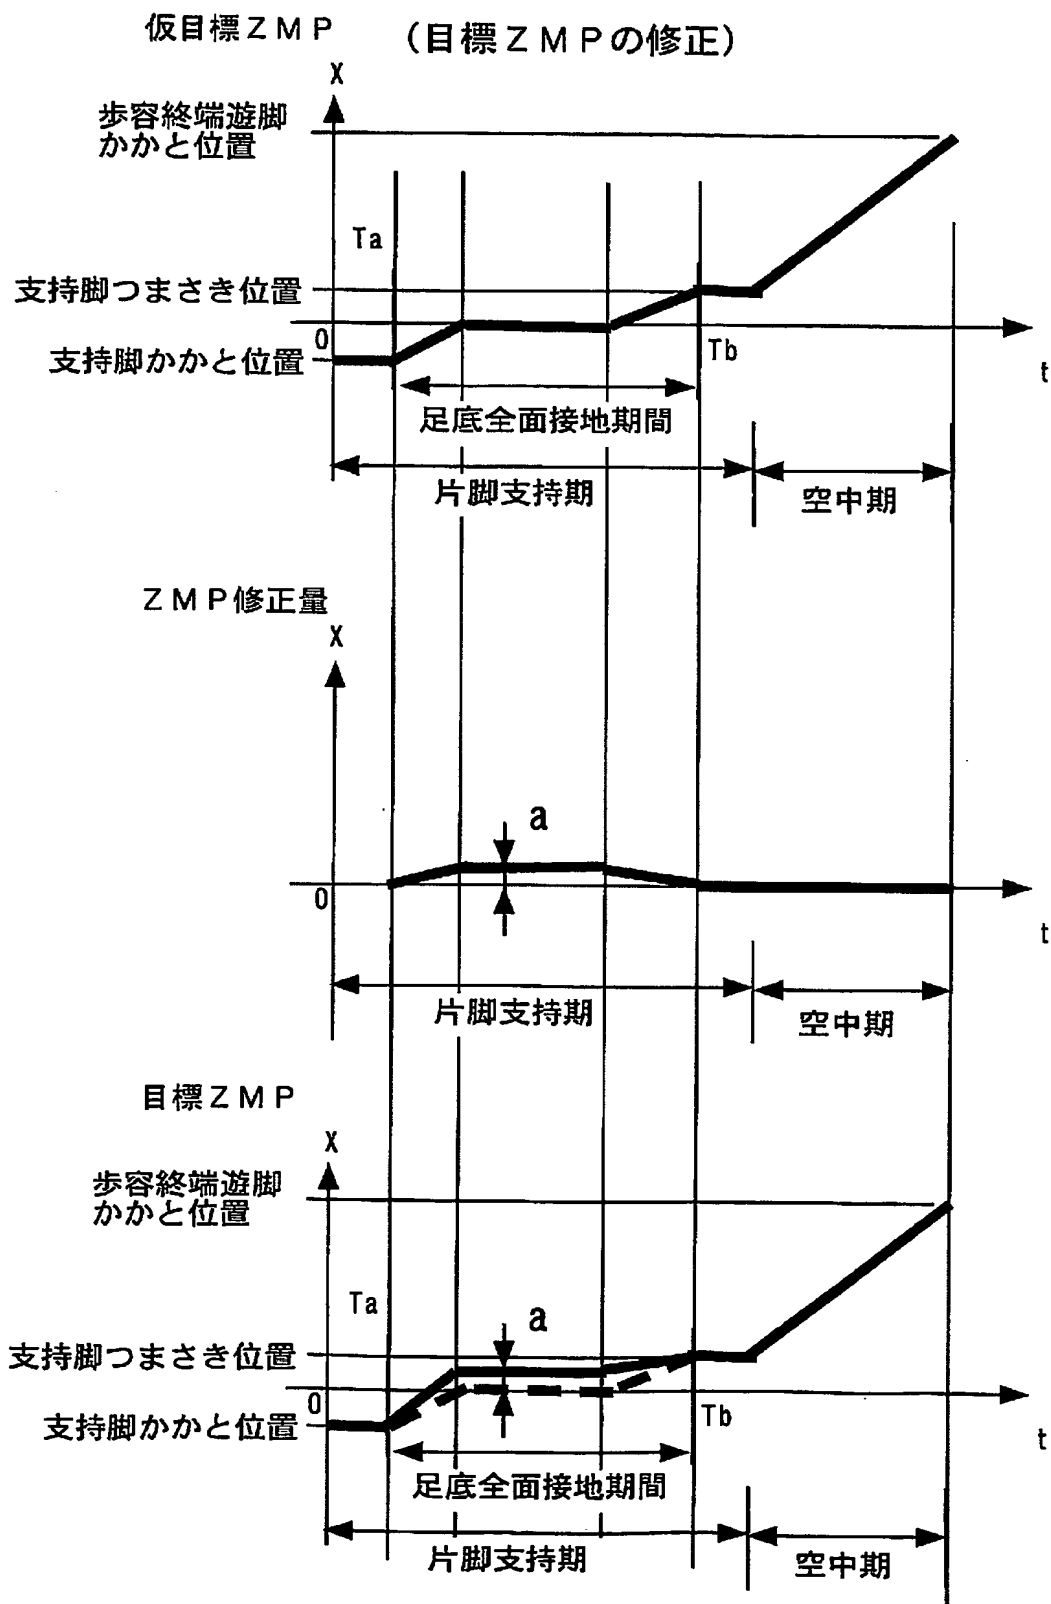 仮目標ZMP
(目標ZMPの修正)
X
歩容終端遊脚
かかと位置
Ta
支持脚つまさき位置
0
支持脚かかと位置
Tb
t
足底全面接地期間
片脚支持期
空中期
ZMP修正量
X
a
0
t
片脚支持期
空中期
目標ZMP
X
歩容終端遊脚
かかと位置
Ta
a
支持脚つまさき位置
0
支持脚かかと位置
Tb
t
足底全面接地期間
片脚支持期
空中期